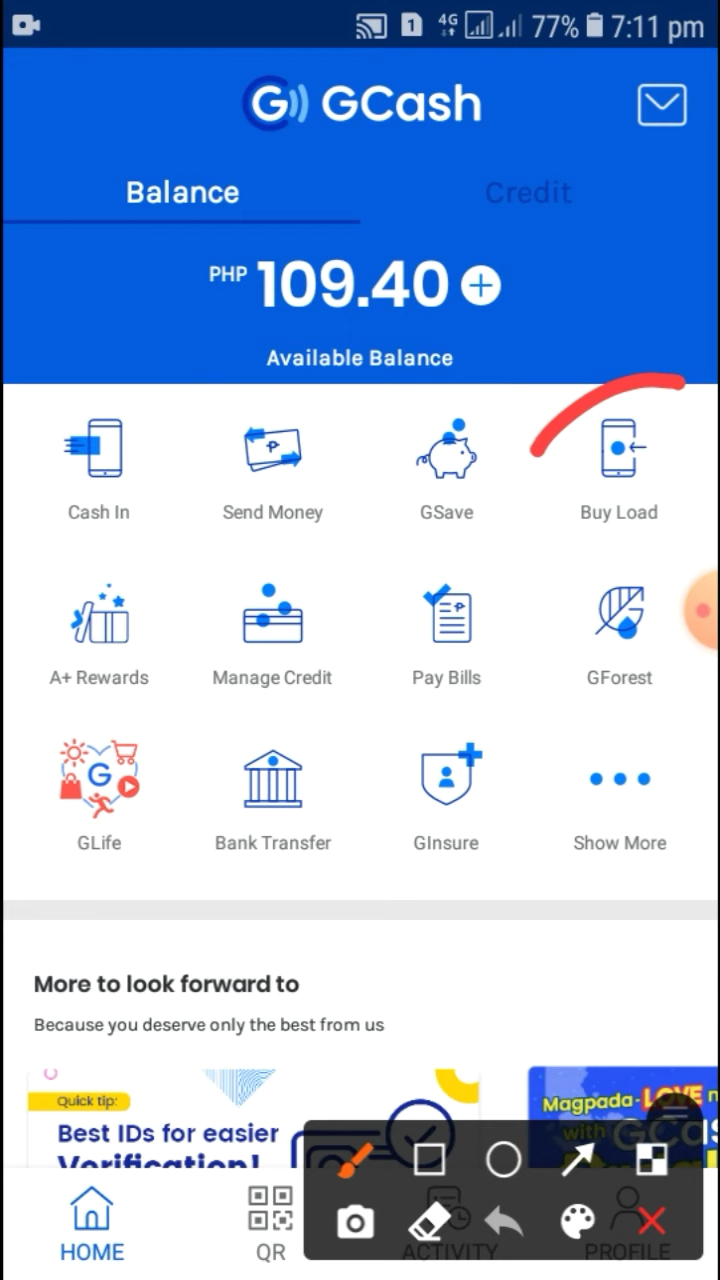 1 4G 77% 7:11 pm
G GCash
Balance Credit
PHP 109.40
Available Balance
Cash In Send Money GSave Buy Load
A+ Rewards Manage Credit Pay Bills GForest
G
GLife Bank Transfer GInsure Show More
More to look forward to
Because you deserve only the best from us
Quick tip:
Best IDs for easier
Verification!
Magpada-LOVE
with GCas
HOME QR ACTIVITY PROFILE